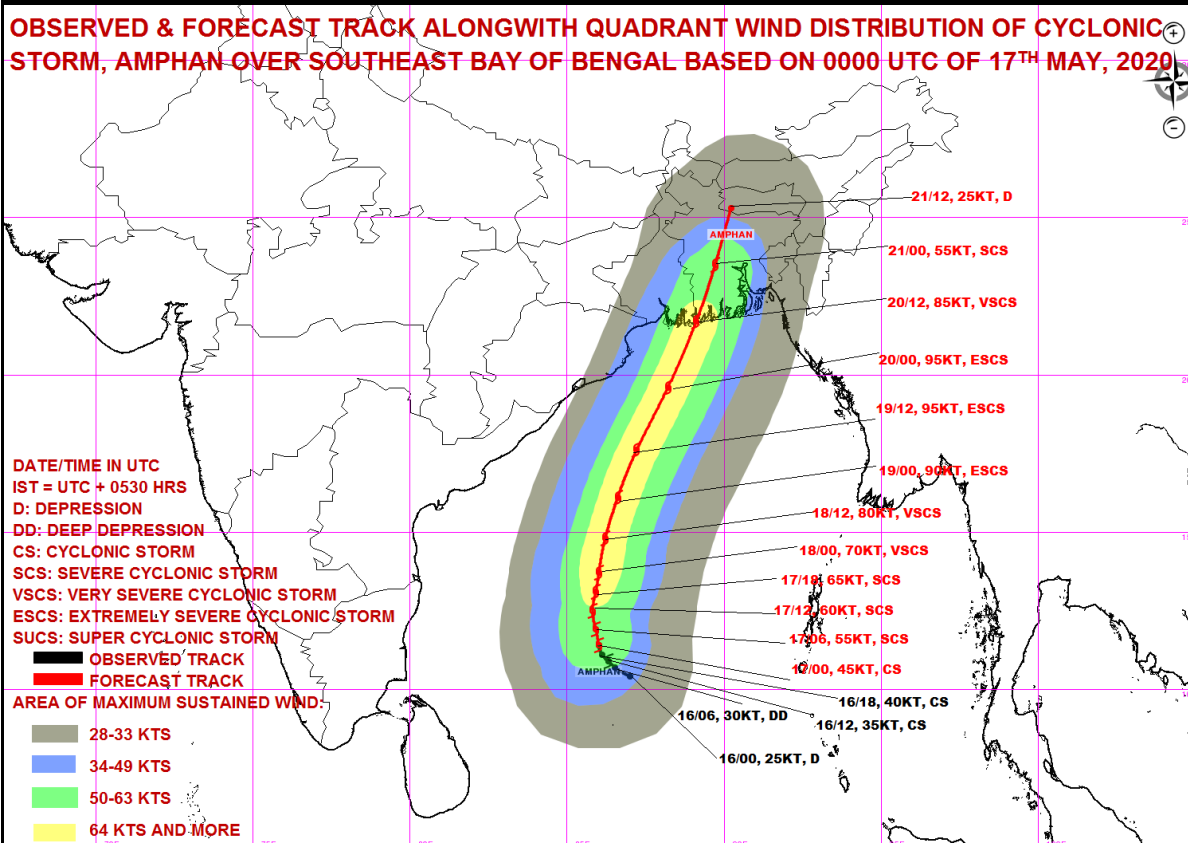 OBSERVED & FORECAST TRACK ALONGWITH QUADRANT WIND DISTRIBUTION OF CYCLONIC
STORM, AMPHAN OVER SOUTHEAST BAY OF BENGAL BASED ON 0000 UTC OF 17TH MAY, 2020
21/12, 25KT, D
AMPHAN
21/00, 55KT, SCS
20/12, 85KT, VSCS
20/00, 95KT, ESCS
19/12, 95KT, ESCS
19/00, 90KT, ESCS
18/12, 80KT, VSCS
18/00, 70KT, VSCS
17/18, 65KT, SCS
17/12, 60KT, SCS
17/06, 55KT, SCS
17/00, 45KT, CS
AMPHAN
16/18, 40KT, CS
16/06, 30KT, DD
16/12, 35KT, CS
16/00, 25KT, D
DATE/TIME IN UTC
IST = UTC + 0530 HRS
D: DEPRESSION
DD: DEEP DEPRESSION
CS: CYCLONIC STORM
SCS: SEVERE CYCLONIC STORM
VSCS: VERY SEVERE CYCLONIC STORM
ESCS: EXTREMELY SEVERE CYCLONIC STORM
SUCS: SUPER CYCLONIC STORM
OBSERVED TRACK
FORECAST TRACK
AREA OF MAXIMUM SUSTAINED WIND:
28-33 KTS
34-49 KTS
50-63 KTS
64 KTS AND MORE